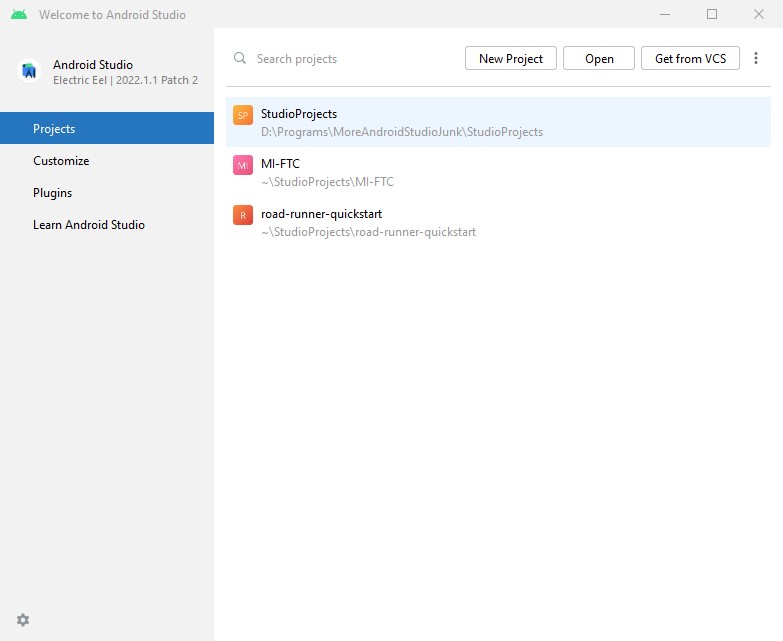 Welcome to Android Studio
Android Studio
Electric Eel | 2022.1.1 Patch 2
Projects
Customize
Plugins
Learn Android Studio
Search projects
New Project
Open
Get from VCS
SP
StudioProjects
D:\Programs\MoreAndroidStudioJunk\StudioProjects
MI
MI-FTC
~\StudioProjects\MI-FTC
R
road-runner-quickstart
~\StudioProjects\road-runner-quickstart